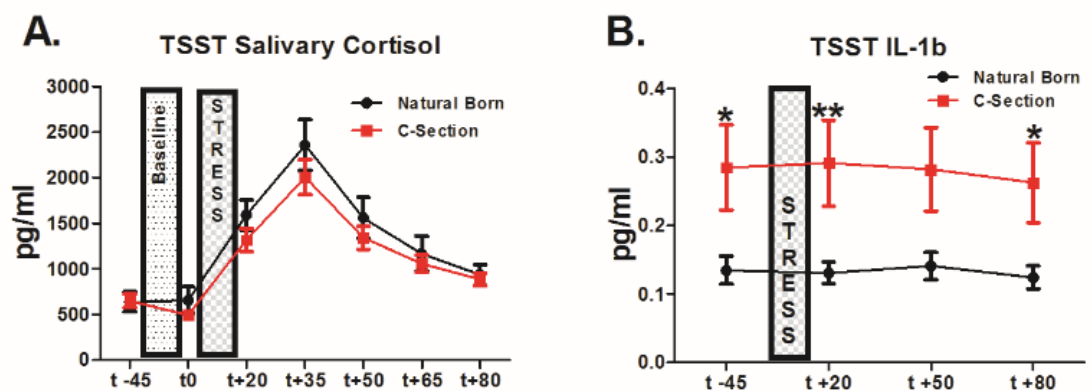 A.
TSST Salivary Cortisol
pg/ml
3000
2500
2000
1500
1000
500
0
Baseline
STRESS
Natural Born
C-Section
t -45 t0 t+20 t+35 t+50 t+65 t+80
B.
TSST IL-1b
pg/ml
0.4
0.3
0.2
0.1
0.0
* ** *
STRESS
Natural Born
C-Section
t -45 t +20 t +50 t +80